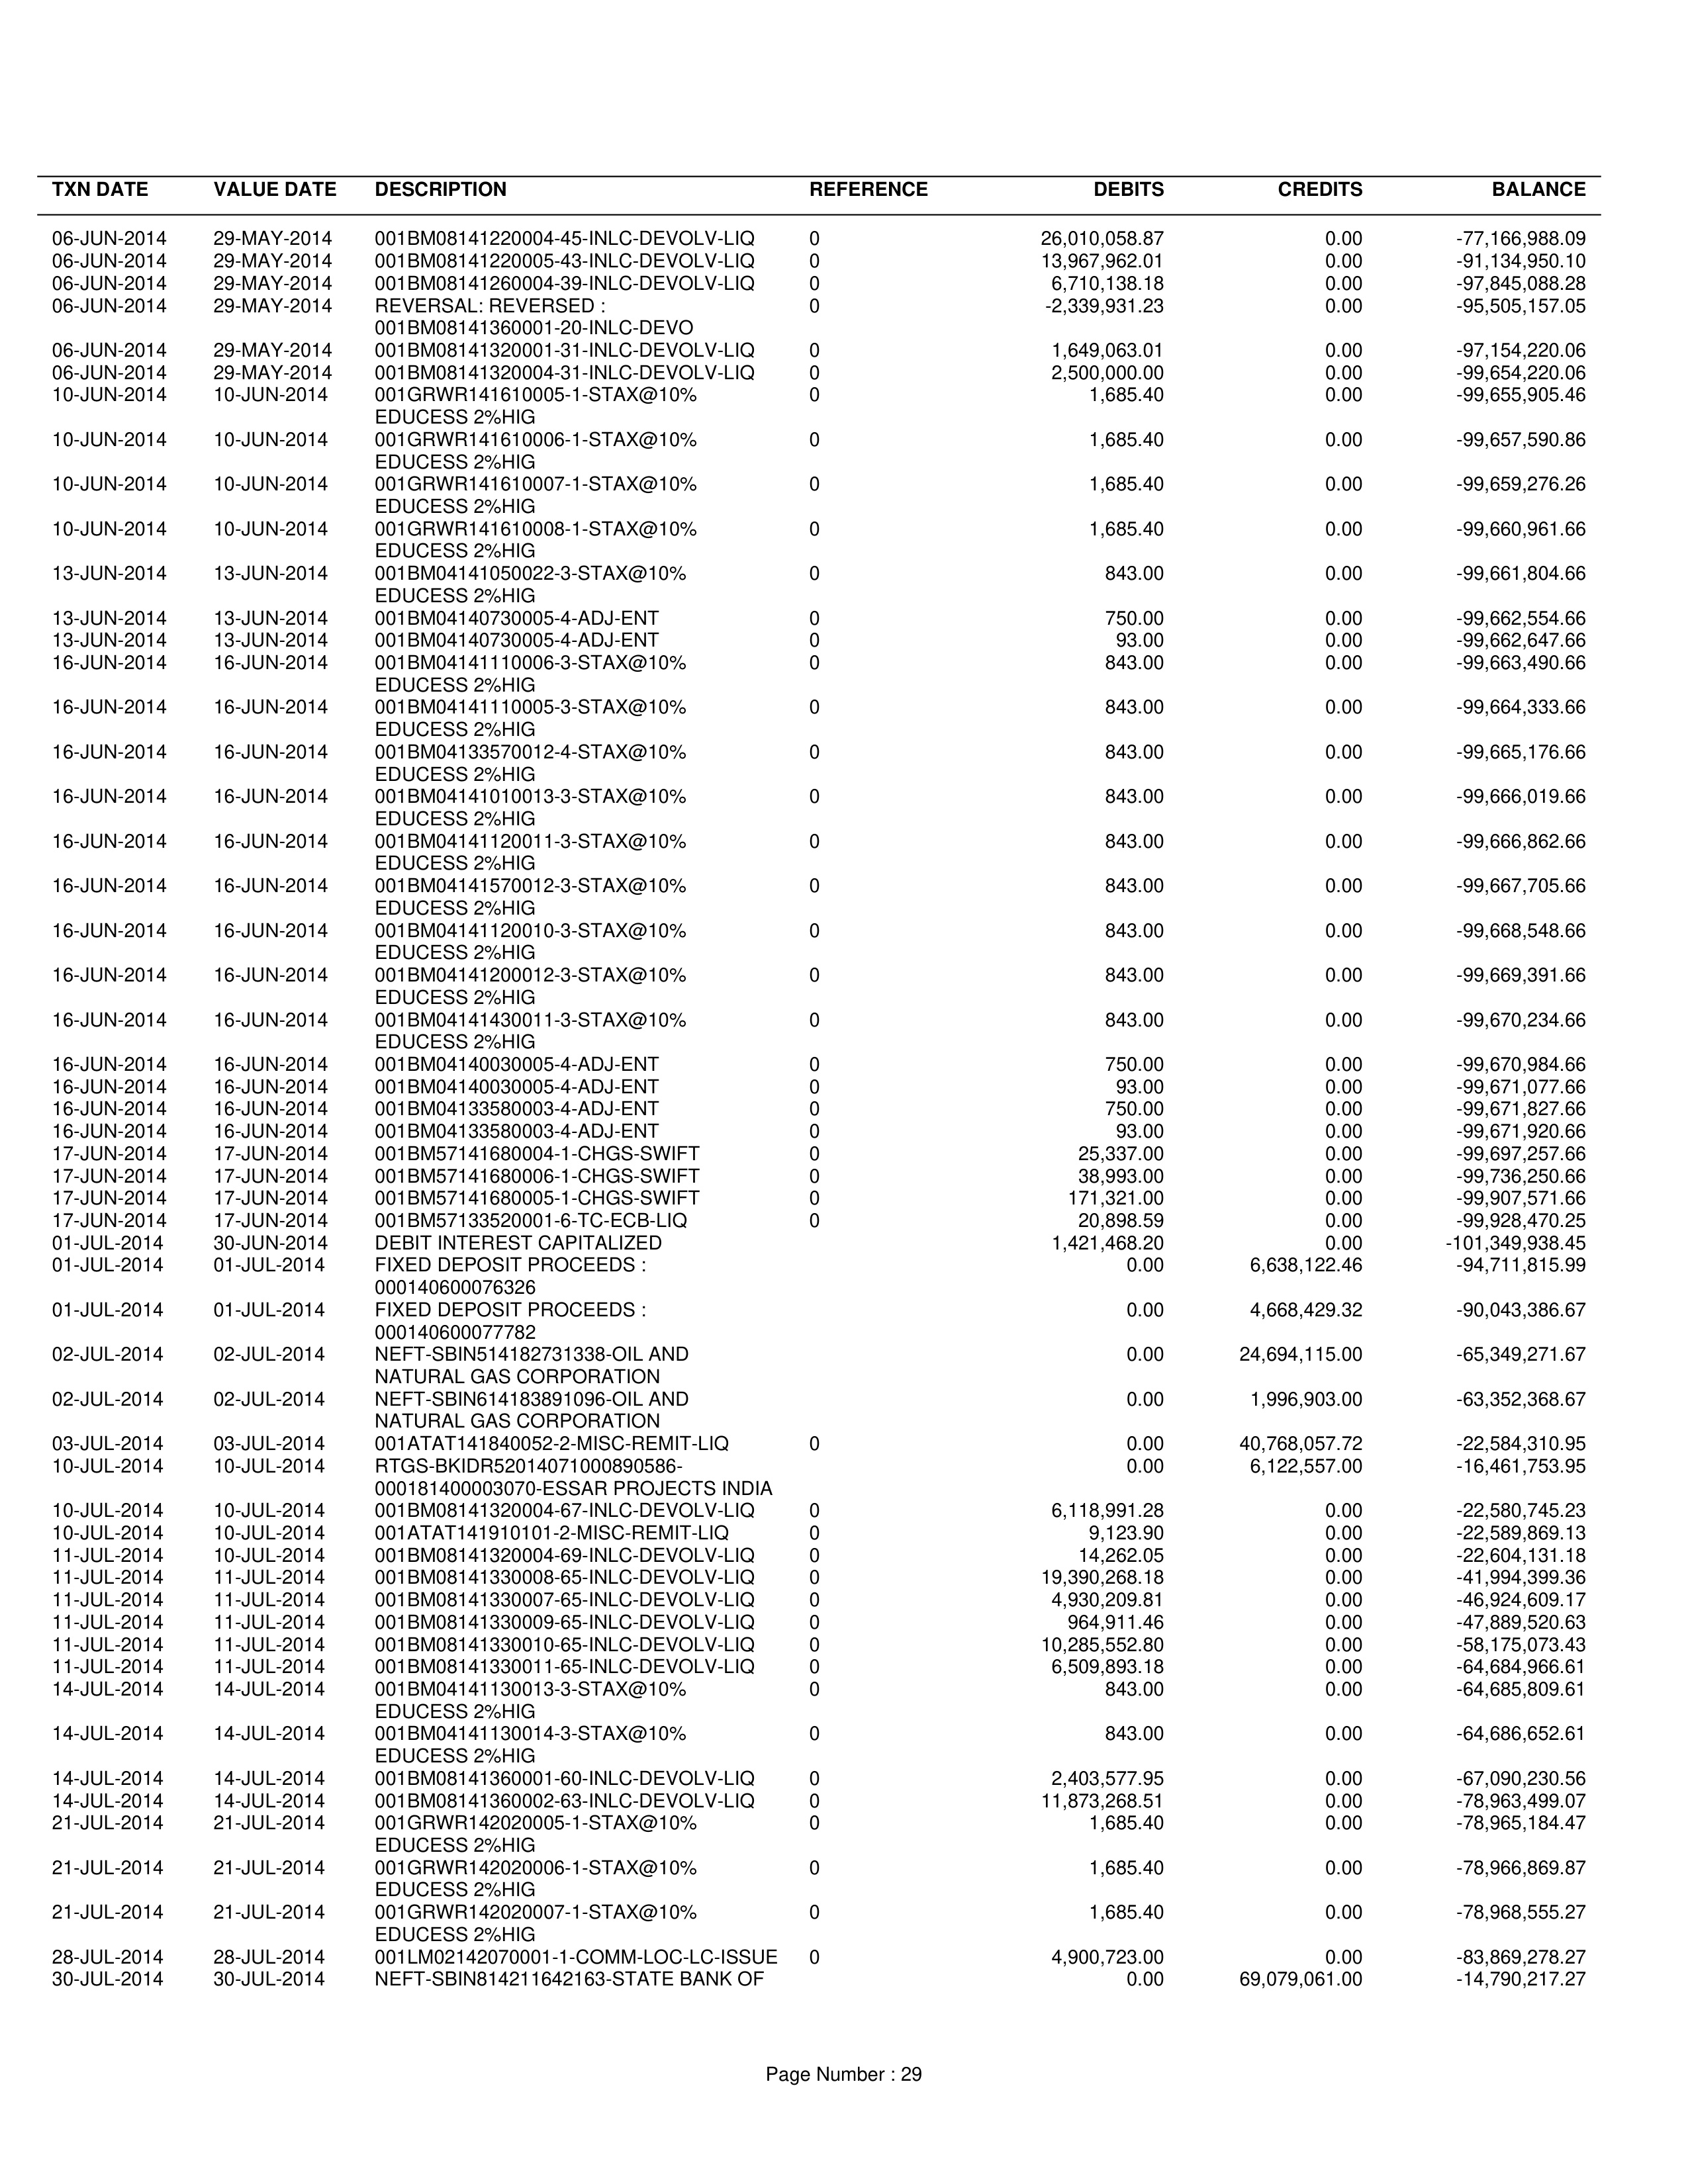 TXN DATE VALUE DATE DESCRIPTION REFERENCE DEBITS CREDITS BALANCE
06-JUN-2014 29-MAY-2014 001BM08141220004-45-INLC-DEVOLV-LIQ 0 26,010,058.87 0.00 -77,166,988.09
06-JUN-2014 29-MAY-2014 001BM08141220005-43-INLC-DEVOLV-LIQ 0 13,967,962.01 0.00 -91,134,950.10
06-JUN-2014 29-MAY-2014 001BM08141260004-39-INLC-DEVOLV-LIQ 0 6,710,138.18 0.00 -97,845,088.28
06-JUN-2014 29-MAY-2014 REVERSAL: REVERSED : 0 -2,339,931.23 0.00 -95,505,157.05
001BM08141360001-20-INLC-DEVO
06-JUN-2014 29-MAY-2014 001BM08141320001-31-INLC-DEVOLV-LIQ 0 1,649,063.01 0.00 -97,154,220.06
06-JUN-2014 29-MAY-2014 001BM08141320004-31-INLC-DEVOLV-LIQ 0 2,500,000.00 0.00 -99,654,220.06
10-JUN-2014 10-JUN-2014 001GRWR141610005-1-STAX@10% 0 1,685.40 0.00 -99,655,905.46
EDUCESS 2%HIG
10-JUN-2014 10-JUN-2014 001GRWR141610006-1-STAX@10% 0 1,685.40 0.00 -99,657,590.86
EDUCESS 2%HIG
10-JUN-2014 10-JUN-2014 001GRWR141610007-1-STAX@10% 0 1,685.40 0.00 -99,659,276.26
EDUCESS 2%HIG
10-JUN-2014 10-JUN-2014 001GRWR141610008-1-STAX@10% 0 1,685.40 0.00 -99,660,961.66
EDUCESS 2%HIG
13-JUN-2014 13-JUN-2014 001BM04141050022-3-STAX@10% 0 843.00 0.00 -99,661,804.66
EDUCESS 2%HIG
13-JUN-2014 13-JUN-2014 001BM04140730005-4-ADJ-ENT 0 750.00 0.00 -99,662,554.66
13-JUN-2014 13-JUN-2014 001BM04140730005-4-ADJ-ENT 0 93.00 0.00 -99,662,647.66
16-JUN-2014 16-JUN-2014 001BM04141110006-3-STAX@10% 0 843.00 0.00 -99,663,490.66
EDUCESS 2%HIG
16-JUN-2014 16-JUN-2014 001BM04141110005-3-STAX@10% 0 843.00 0.00 -99,664,333.66
EDUCESS 2%HIG
16-JUN-2014 16-JUN-2014 001BM04133570012-4-STAX@10% 0 843.00 0.00 -99,665,176.66
EDUCESS 2%HIG
16-JUN-2014 16-JUN-2014 001BM04141010013-3-STAX@10% 0 843.00 0.00 -99,666,019.66
EDUCESS 2%HIG
16-JUN-2014 16-JUN-2014 001BM04141120011-3-STAX@10% 0 843.00 0.00 -99,666,862.66
EDUCESS 2%HIG
16-JUN-2014 16-JUN-2014 001BM04141570012-3-STAX@10% 0 843.00 0.00 -99,667,705.66
EDUCESS 2%HIG
16-JUN-2014 16-JUN-2014 001BM04141120010-3-STAX@10% 0 843.00 0.00 -99,668,548.66
EDUCESS 2%HIG
16-JUN-2014 16-JUN-2014 001BM04141200012-3-STAX@10% 0 843.00 0.00 -99,669,391.66
EDUCESS 2%HIG
16-JUN-2014 16-JUN-2014 001BM04141430011-3-STAX@10% 0 843.00 0.00 -99,670,234.66
EDUCESS 2%HIG
16-JUN-2014 16-JUN-2014 001BM04140030005-4-ADJ-ENT 0 750.00 0.00 -99,670,984.66
16-JUN-2014 16-JUN-2014 001BM04140030005-4-ADJ-ENT 0 93.00 0.00 -99,671,077.66
16-JUN-2014 16-JUN-2014 001BM04133580003-4-ADJ-ENT 0 750.00 0.00 -99,671,827.66
16-JUN-2014 16-JUN-2014 001BM04133580003-4-ADJ-ENT 0 93.00 0.00 -99,671,920.66
17-JUN-2014 17-JUN-2014 001BM57141680004-1-CHGS-SWIFT 0 25,337.00 0.00 -99,697,257.66
17-JUN-2014 17-JUN-2014 001BM57141680006-1-CHGS-SWIFT 0 38,993.00 0.00 -99,736,250.66
17-JUN-2014 17-JUN-2014 001BM57141680005-1-CHGS-SWIFT 0 171,321.00 0.00 -99,907,571.66
17-JUN-2014 17-JUN-2014 001BM57133520001-6-TC-ECB-LIQ 0 20,898.59 0.00 -99,928,470.25
01-JUL-2014 30-JUN-2014 DEBIT INTEREST CAPITALIZED 1,421,468.20 0.00 -101,349,938.45
01-JUL-2014 01-JUL-2014 FIXED DEPOSIT PROCEEDS : 0.00 6,638,122.46 -94,711,815.99
000140600076326
01-JUL-2014 01-JUL-2014 FIXED DEPOSIT PROCEEDS : 0.00 4,668,429.32 -90,043,386.67
000140600077782
02-JUL-2014 02-JUL-2014 NEFT-SBIN514182731338-OIL AND 0.00 24,694,115.00 -65,349,271.67
NATURAL GAS CORPORATION
02-JUL-2014 02-JUL-2014 NEFT-SBIN614183891096-OIL AND 0.00 1,996,903.00 -63,352,368.67
NATURAL GAS CORPORATION
03-JUL-2014 03-JUL-2014 001ATAT141840052-2-MISC-REMIT-LIQ 0 0.00 40,768,057.72 -22,584,310.95
10-JUL-2014 10-JUL-2014 RTGS-BKIDR52014071000890586- 0.00 6,122,557.00 -16,461,753.95
000181400003070-ESSAR PROJECTS INDIA
10-JUL-2014 10-JUL-2014 001BM08141320004-67-INLC-DEVOLV-LIQ 0 6,118,991.28 0.00 -22,580,745.23
10-JUL-2014 10-JUL-2014 001ATAT141910101-2-MISC-REMIT-LIQ 0 9,123.90 0.00 -22,589,869.13
11-JUL-2014 10-JUL-2014 001BM08141320004-69-INLC-DEVOLV-LIQ 0 14,262.05 0.00 -22,604,131.18
11-JUL-2014 11-JUL-2014 001BM08141330008-65-INLC-DEVOLV-LIQ 0 19,390,268.18 0.00 -41,994,399.36
11-JUL-2014 11-JUL-2014 001BM08141330007-65-INLC-DEVOLV-LIQ 0 4,930,209.81 0.00 -46,924,609.17
11-JUL-2014 11-JUL-2014 001BM08141330009-65-INLC-DEVOLV-LIQ 0 964,911.46 0.00 -47,889,520.63
11-JUL-2014 11-JUL-2014 001BM08141330010-65-INLC-DEVOLV-LIQ 0 10,285,552.80 0.00 -58,175,073.43
11-JUL-2014 11-JUL-2014 001BM08141330011-65-INLC-DEVOLV-LIQ 0 6,509,893.18 0.00 -64,684,966.61
14-JUL-2014 14-JUL-2014 001BM04141130013-3-STAX@10% 0 843.00 0.00 -64,685,809.61
EDUCESS 2%HIG
14-JUL-2014 14-JUL-2014 001BM04141130014-3-STAX@10% 0 843.00 0.00 -64,686,652.61
EDUCESS 2%HIG
14-JUL-2014 14-JUL-2014 001BM08141360001-60-INLC-DEVOLV-LIQ 0 2,403,577.95 0.00 -67,090,230.56
14-JUL-2014 14-JUL-2014 001BM08141360002-63-INLC-DEVOLV-LIQ 0 11,873,268.51 0.00 -78,963,499.07
21-JUL-2014 21-JUL-2014 001GRWR142020005-1-STAX@10% 0 1,685.40 0.00 -78,965,184.47
EDUCESS 2%HIG
21-JUL-2014 21-JUL-2014 001GRWR142020006-1-STAX@10% 0 1,685.40 0.00 -78,966,869.87
EDUCESS 2%HIG
21-JUL-2014 21-JUL-2014 001GRWR142020007-1-STAX@10% 0 1,685.40 0.00 -78,968,555.27
EDUCESS 2%HIG
28-JUL-2014 28-JUL-2014 001LM02142070001-1-COMM-LOC-LC-ISSUE 0 4,900,723.00 0.00 -83,869,278.27
30-JUL-2014 30-JUL-2014 NEFT-SBIN814211642163-STATE BANK OF 0.00 69,079,061.00 -14,790,217.27
Page Number : 29